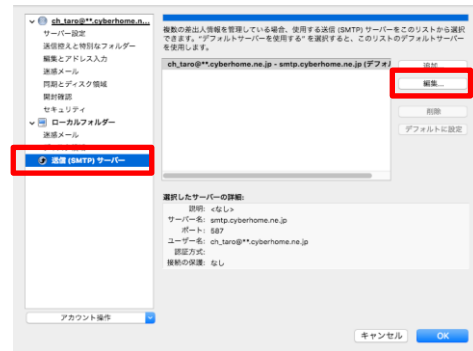 ch_taro@**.cyberhome.n...
サーバー設定
送信控えと特別なフォルダー
編集とアドレス入力
迷惑メール
同期とディスク領域
開封確認
セキュリティ
ローカルフォルダー
迷惑メール
送信 (SMTP) サーバー
アカウント操作
複数の差出人情報を管理している場合、使用する送信 (SMTP) サーバーをこのリストから選択
できます。"デフォルトサーバーを使用する" を選択すると、このリストのデフォルトサーバー
を使用します。
ch_taro@**.cyberhome.ne.jp - smtp.cyberhome.ne.jp (デフォル
追加...
編集...
削除
デフォルトに設定
選択したサーバーの詳細:
説明: <なし>
サーバー名: smtp.cyberhome.ne.jp
ポート: 587
ユーザー名: ch_taro@**.cyberhome.ne.jp
認証方式:
接続の保護: なし
キャンセル
OK